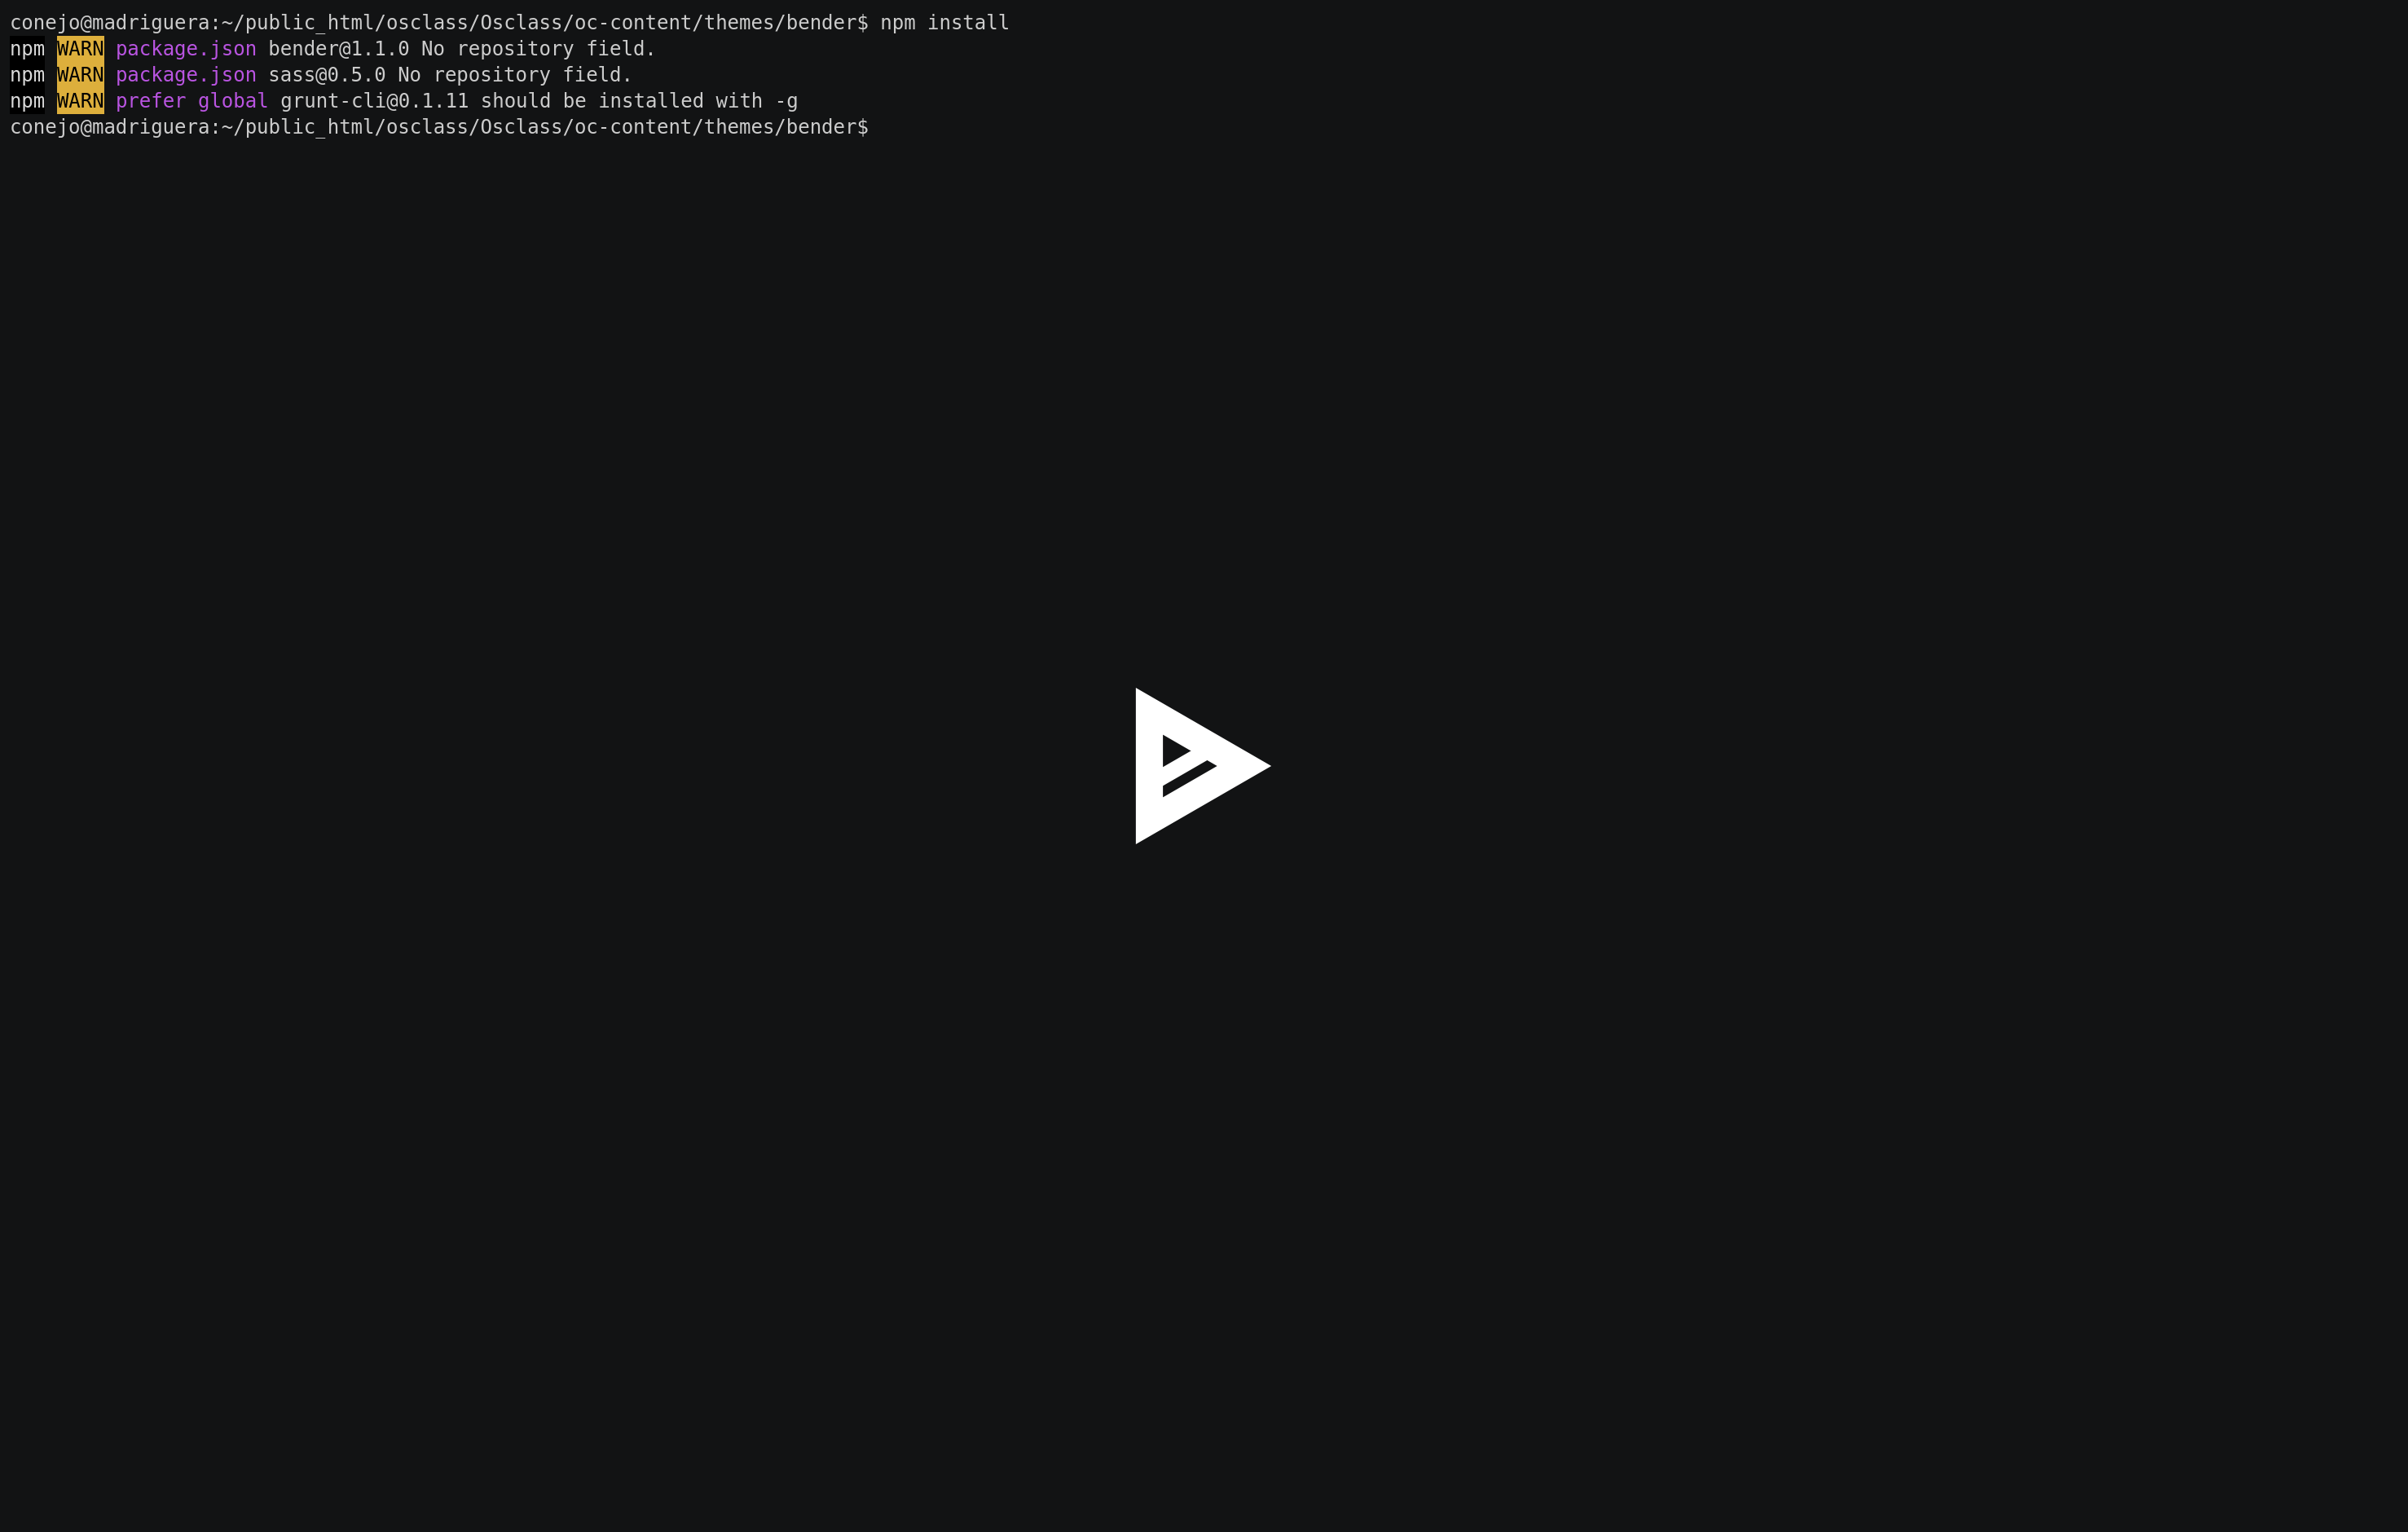 conejo@madriguera:~/public_html/osclass/Osclass/oc-content/themes/bender$ npm install
npm WARN package.json bender@1.1.0 No repository field.
npm WARN package.json sass@0.5.0 No repository field.
npm WARN prefer global grunt-cli@0.1.11 should be installed with -g
conejo@madriguera:~/public_html/osclass/Osclass/oc-content/themes/bender$